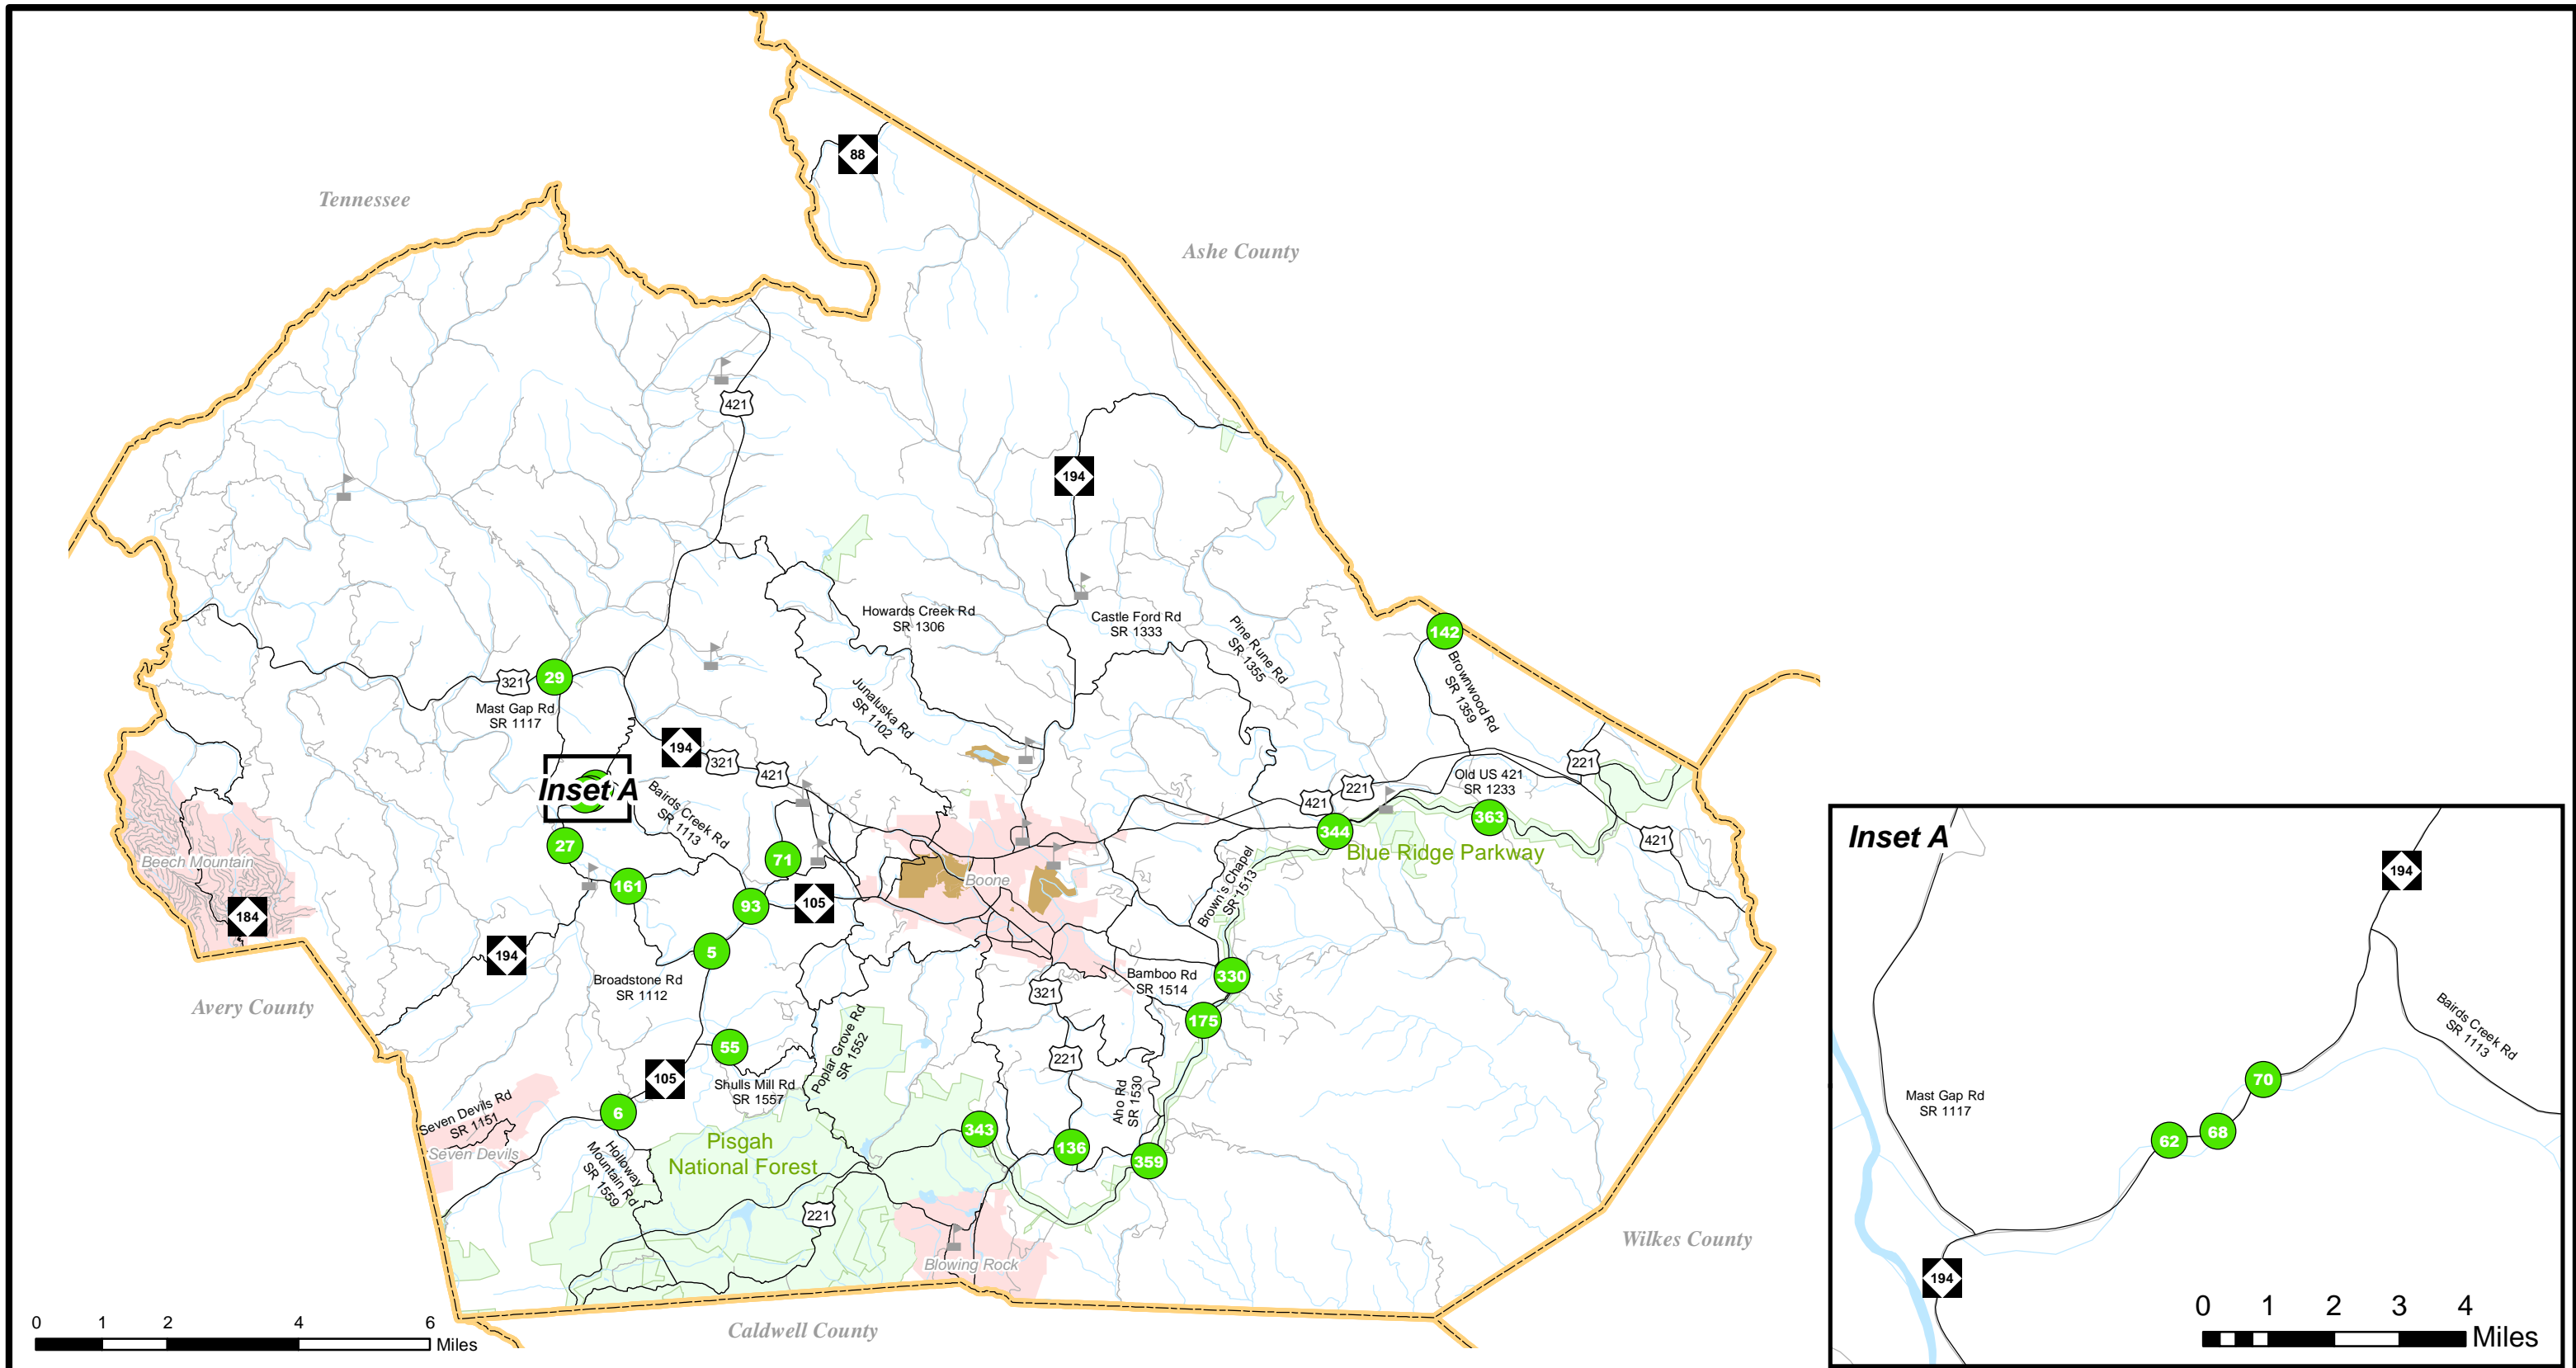 88
Tennessee
Ashe County
421
194
Howards Creek Rd
SR 1306
Castle Ford Rd
SR 1333
Pine Rune Rd
SR 1355
142
Brownwood Rd
SR 1359
29
321
Mast Gap Rd
SR 1117
Junaluska Rd
SR 1102
194
321
421
221
Inset A
Bairds Creek Rd
SR 1113
Old US 421
SR 1233
221
421
363
344
421
Blue Ridge Parkway
27
71
Beech Mountain
161
Boone
Brown's Chapel
SR 1513
93
105
184
194
5
Broadstone Rd
SR 1112
Bamboo Rd
SR 1514
330
321
175
Avery County
55
221
Poplar Grove Rd
SR 1552
105
Shulls Mill Rd
SR 1557
Aho Rd
SR 1530
6
Seven Devils Rd
SR 1151
Seven Devils
343
136
359
Pisgah
National Forest
Holloway
Mountain Rd
SR 1559
221
Blowing Rock
Wilkes County
Caldwell County
0 1 2 4 6
Miles
Inset A
194
Bairds Creek Rd
SR 1113
Mast Gap Rd
SR 1117
70
68
62
194
0 1 2 3 4
Miles